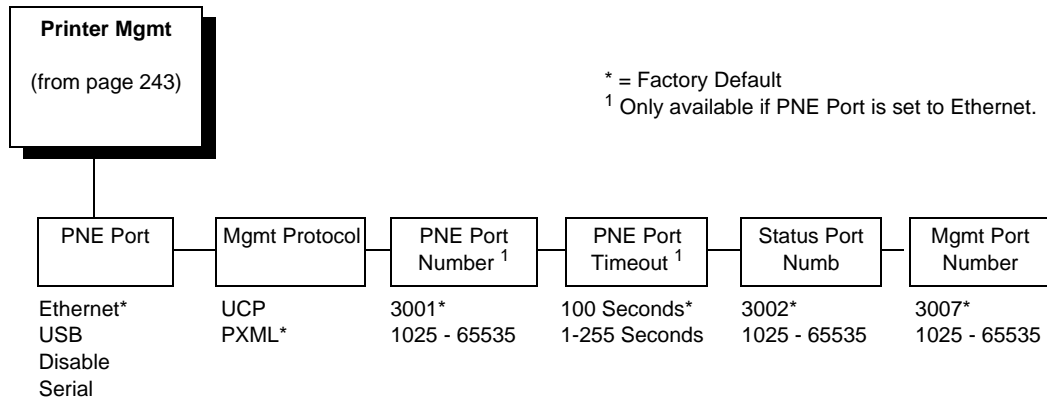 Printer Mgmt
(from page 243)
* = Factory Default
1 Only available if PNE Port is set to Ethernet.
PNE Port
Mgmt Protocol
PNE Port
Number 1
PNE Port
Timeout 1
Status Port
Numb
Mgmt Port
Number
Ethernet*
USB
Disable
Serial
UCP
PXML*
3001*
1025 - 65535
100 Seconds*
1-255 Seconds
3002*
1025 - 65535
3007*
1025 - 65535